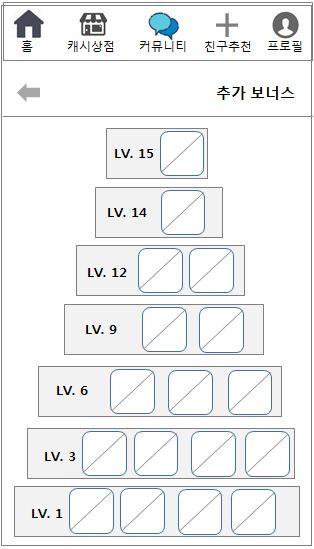 홈 캐시상점 커뮤니티 친구추천 프로필
추가 보너스
LV. 15
LV. 14
LV. 12
LV. 9
LV. 6
LV. 3
LV. 1